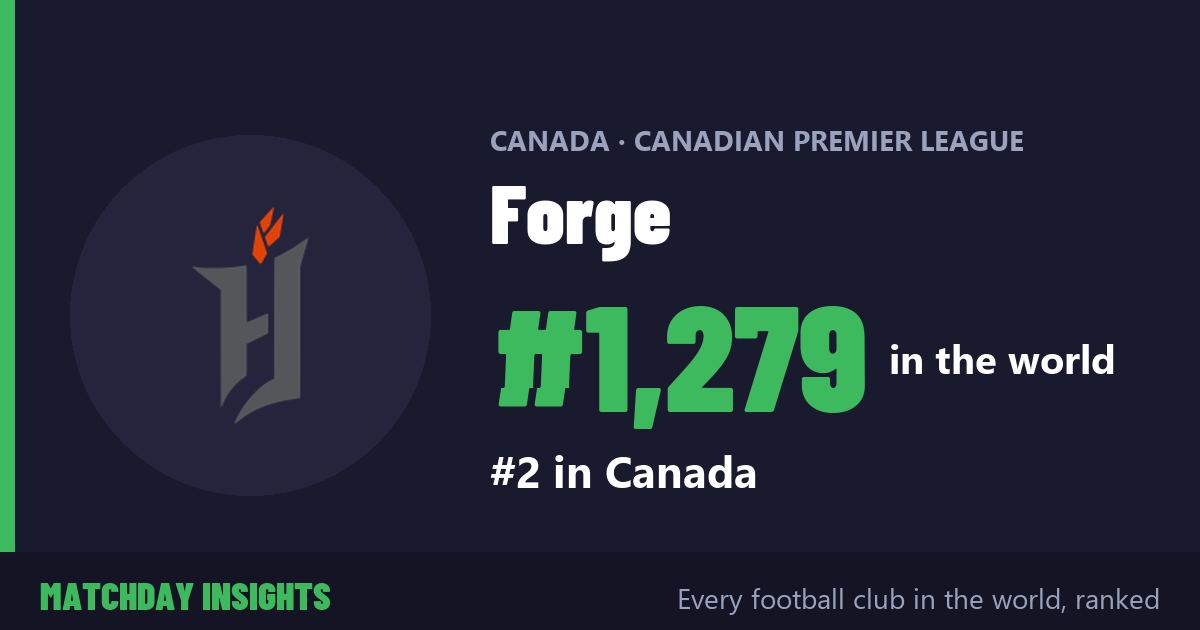 CANADA · CANADIAN PREMIER LEAGUE
Forge
#1,279 in the world
#2 in Canada
MATCHDAY INSIGHTS
Every football club in the world, ranked